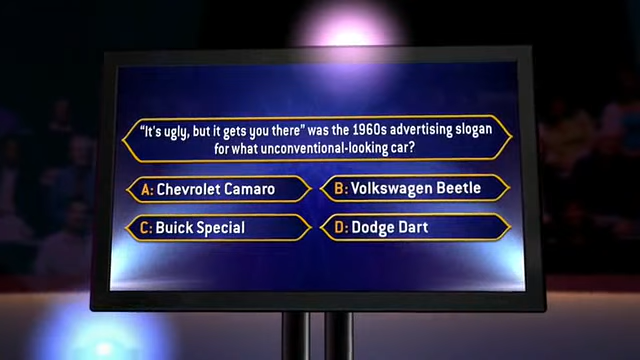 "It's ugly, but it gets you there" was the 1960s advertising slogan
for what unconventional-looking car?
A: Chevrolet Camaro
B: Volkswagen Beetle
C: Buick Special
D: Dodge Dart